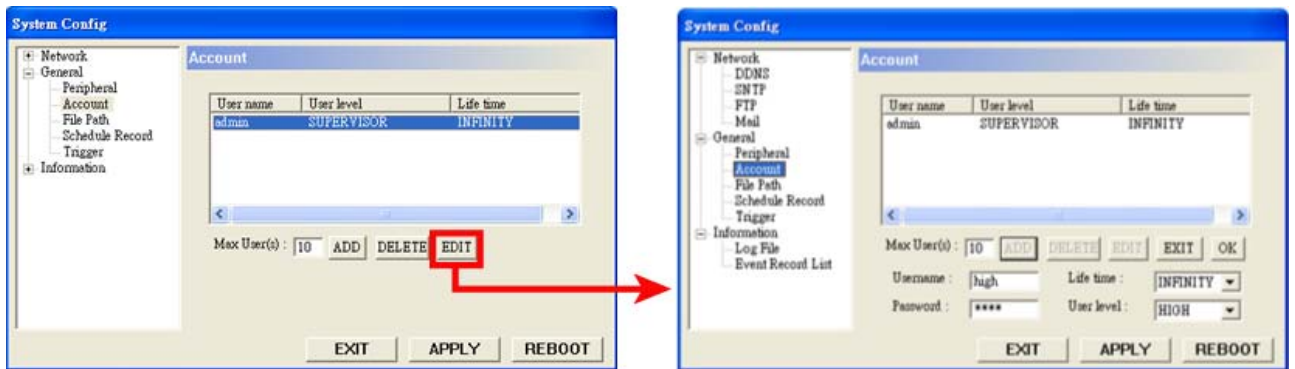 System Config
Network
General
Peripheral
Account
File Path
Schedule Record
Trigger
Information
Account
User name User level Life time
admin SUPERVISOR INFINITY
Max User(s) : 10 ADD DELETE EDIT
EXIT APPLY REBOOT
System Config
Network
DDNS
SNTP
FTP
Mail
General
Peripheral
Account
File Path
Schedule Record
Trigger
Information
Log File
Event Record List
Account
User name User level Life time
admin SUPERVISOR INFINITY
Max User(s) : 10 ADD DELETE EDIT EXIT OK
Username : high Life time : INFINITY
Password : **** User level : HIGH
EXIT APPLY REBOOT